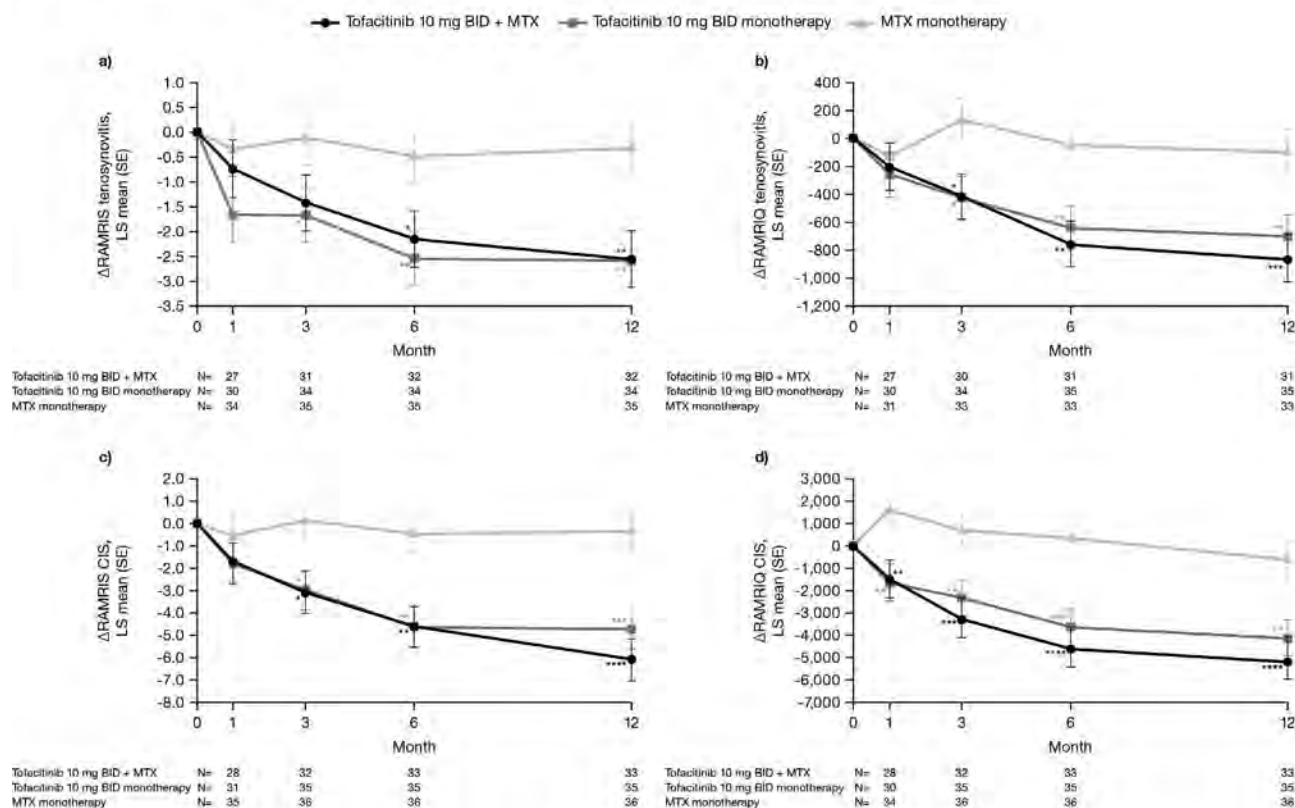 Tofacitinib 10 mg BID + MTX Tofacitinib 10 mg BID monotherapy MTX monotherapy
a)
ΔRAMRIS tenosynovitis,
LS mean (SE)
1.0
0.5
0.0
-0.5
-1.0
-1.5
-2.0
-2.5
-3.0
-3.5
0 1 3 6 12
Month
Tofacitinib 10 mg BID + MTX N= 27 31 32 32
Tofacitinib 10 mg BID monotherapy N= 30 34 34 34
MTX monotherapy N= 34 35 35 35
b)
ΔRAMRIQ tenosynovitis,
LS mean (SE)
400
200
0
-200
-400
-600
-800
-1,000
-1,200
0 1 3 6 12
Month
Tofacitinib 10 mg BID + MTX N= 27 30 31 31
Tofacitinib 10 mg BID monotherapy N= 30 34 35 35
MTX monotherapy N= 31 33 33 33
c)
ΔRAMRIS CIS,
LS mean (SE)
2.0
1.0
0.0
-1.0
-2.0
-3.0
-4.0
-5.0
-6.0
-7.0
-8.0
0 1 3 6 12
Month
Tofacitinib 10 mg BID + MTX N= 28 32 33 33
Tofacitinib 10 mg BID monotherapy N= 31 35 35 35
MTX monotherapy N= 35 36 36 36
d)
ΔRAMRIQ CIS,
LS mean (SE)
3,000
2,000
1,000
0
-1,000
-2,000
-3,000
-4,000
-5,000
-6,000
-7,000
0 1 3 6 12
Month
Tofacitinib 10 mg BID + MTX N= 28 32 33 33
Tofacitinib 10 mg BID monotherapy N= 30 35 35 35
MTX monotherapy N= 34 36 36 36